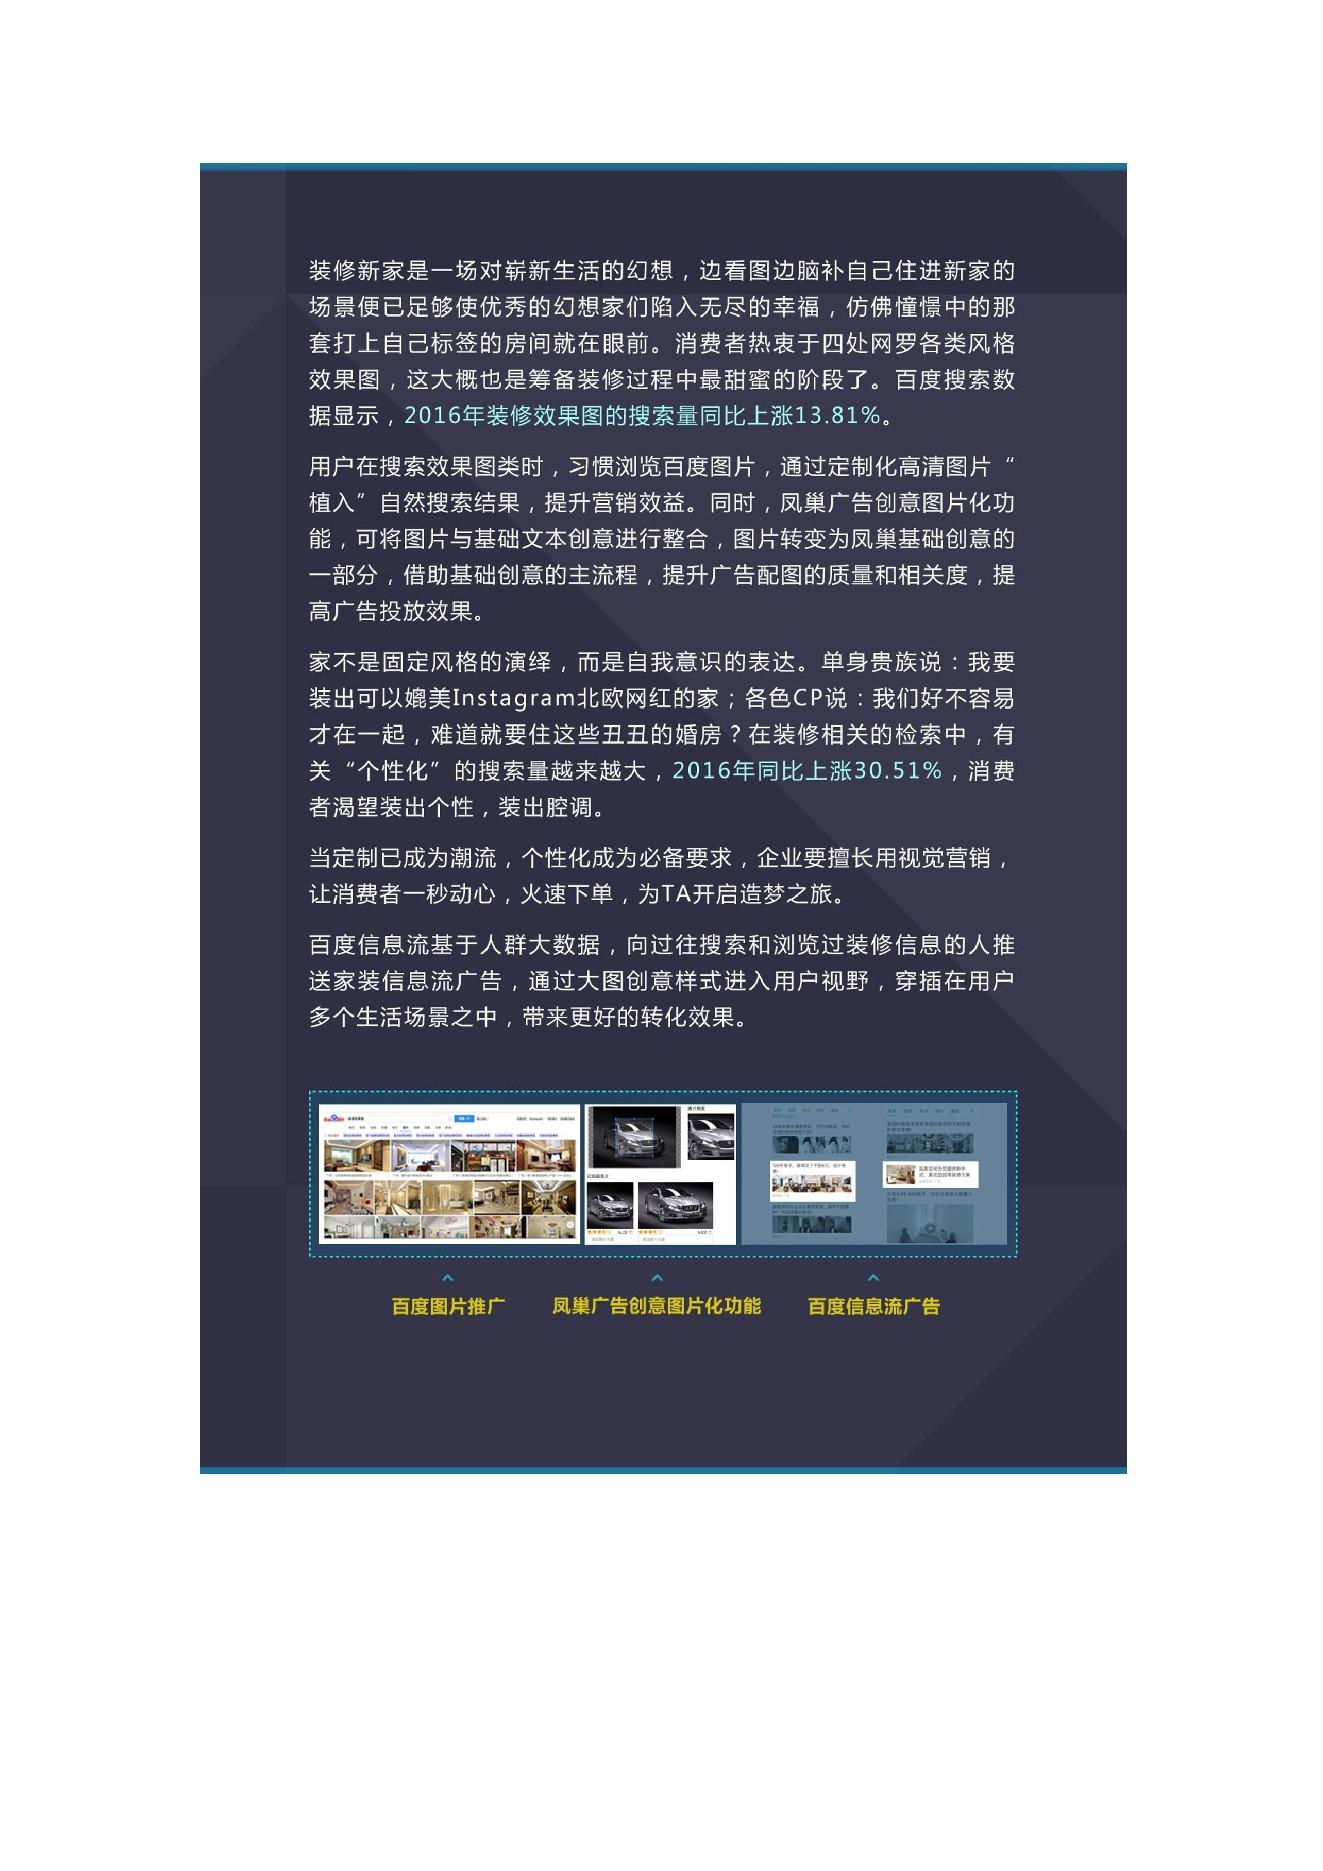 装修新家是一场对崭新生活的幻想，边看图边脑补自己住进新家的
场景便已足够使优秀的幻想家们陷入无尽的幸福，仿佛憧憬中的那
套打上自己标签的房间就在眼前。消费者热衷于四处网罗各类风格
效果图，这大概也是筹备装修过程中最甜蜜的阶段了。百度搜索数
据显示，2016年装修效果图的搜索量同比上涨13.81%。
用户在搜索效果图类时，习惯浏览百度图片，通过定制化高清图片“
植入”自然搜索结果，提升营销效益。同时，凤巢广告创意图片化功
能，可将图片与基础文本创意进行整合，图片转变为凤巢基础创意的
一部分，借助基础创意的主流程，提升广告配图的质量和相关度，提
高广告投放效果。
家不是固定风格的演绎，而是自我意识的表达。单身贵族说：我要
装出可以媲美Instagram北欧网红的家；各色CP说：我们好不容易
才在一起，难道就要住这些丑丑的婚房？在装修相关的检索中，有
关“个性化”的搜索量越来越大，2016年同比上涨30.51%，消费
者渴望装出个性，装出腔调。
当定制已成为潮流，个性化成为必备要求，企业要擅长用视觉营销，
让消费者一秒动心，火速下单，为TA开启造梦之旅。
百度信息流基于人群大数据，向过往搜索和浏览过装修信息的人推
送家装信息流广告，通过大图创意样式进入用户视野，穿插在用户
多个生活场景之中，带来更好的转化效果。
百度图片推广
凤巢广告创意图片化功能
百度信息流广告